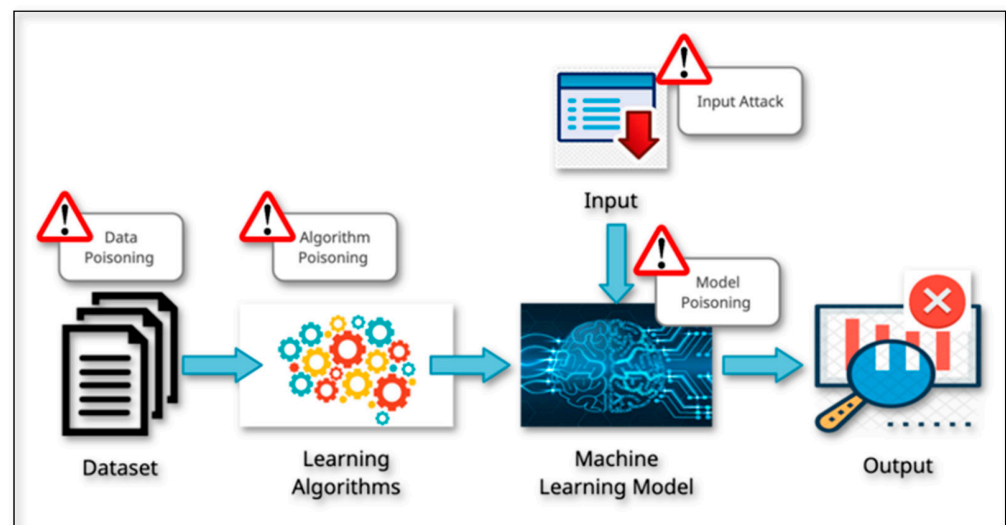 Input Attack
Input
Data
Poisoning
Algorithm
Poisoning
Model
Poisoning
Dataset
Learning
Algorithms
Machine
Learning Model
Output